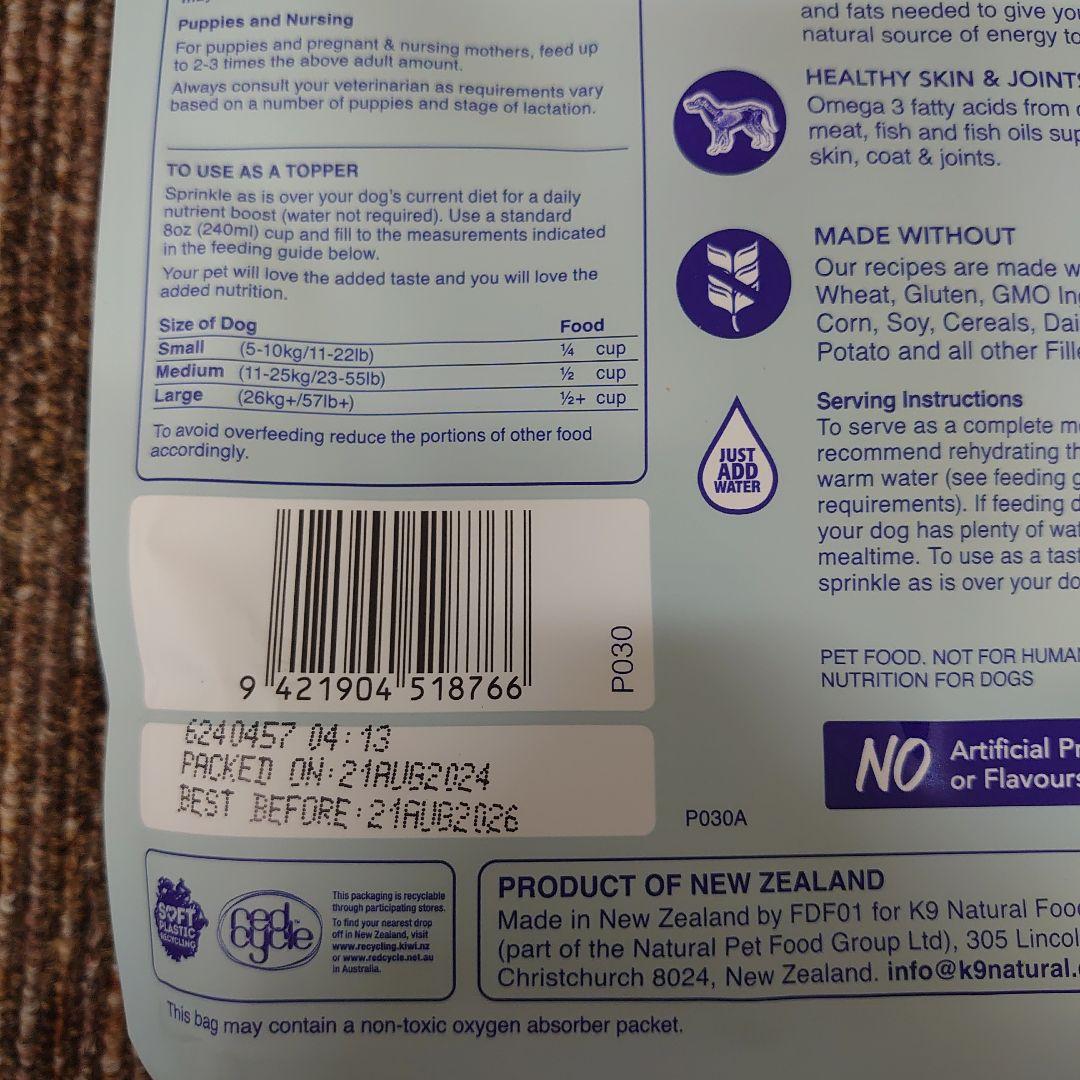 Puppies and Nursing
For puppies and pregnant & nursing mothers, feed up
to 2-3 times the above adult amount.
Always consult your veterinarian as requirements vary
based on a number of puppies and stage of lactation.
TO USE AS A TOPPER
Sprinkle as is over your dog's current diet for a daily
nutrient boost (water not required). Use a standard
8oz (240ml) cup and fill to the measurements indicated
in the feeding guide below.
Your pet will love the added taste and you will love the
added nutrition.
Size of Dog Food
Small (5-10kg/11-22lb) ¼ cup
Medium (11-25kg/23-55lb) ½ cup
Large (26kg+/57lb+) ½+ cup
To avoid overfeeding reduce the portions of other food
accordingly.
9 421904 518766
P030
6240457 04:13
PACKED ON:21AUG2024
BEST BEFORE:21AUG2026
SOFT
PLASTIC
RECYCLING
red
cycle
This packaging is recyclable
through participating stores.
To find your nearest drop
off in New Zealand, visit
www.recycling.kiwi.nz
or www.redcycle.net.au
in Australia.
This bag may contain a non-toxic oxygen absorber packet.
and fats needed to give
natural source of energy
HEALTHY SKIN & JOINTS
Omega 3 fatty acids from
meat, fish and fish oils
skin, coat & joints.
MADE WITHOUT
Our recipes are made
Wheat, Gluten, GMO
Corn, Soy, Cereals,
Potato and all other
JUST
ADD
WATER
Serving Instructions
To serve as a complete
recommend rehydrating
warm water (see feeding
requirements). If feeding
your dog has plenty of
mealtime. To use as a
sprinkle as is over your
PET FOOD. NOT FOR HUMAN
NUTRITION FOR DOGS
NO Artificial
or Flavours
P030A
PRODUCT OF NEW ZEALAND
Made in New Zealand by FDF01 for K9 Natural
(part of the Natural Pet Food Group Ltd), 305
Christchurch 8024, New Zealand. info@k9natural.